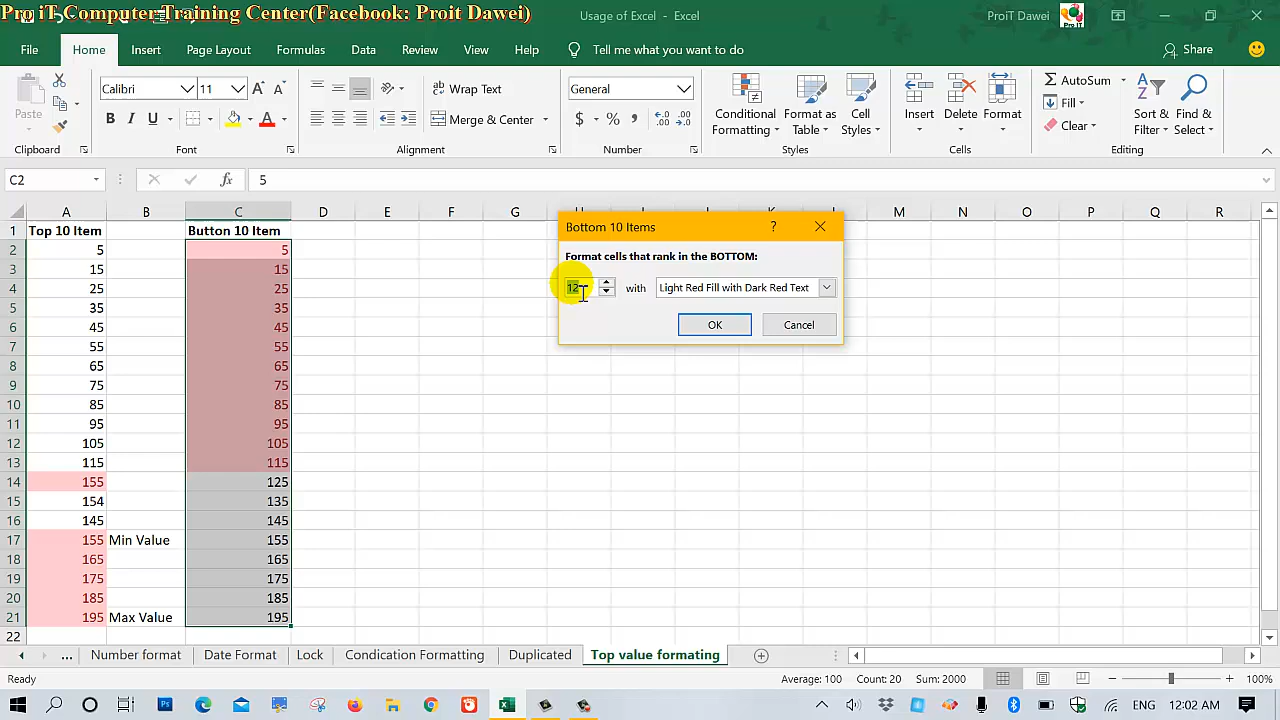 Pro iT Computer Training Center(Facebook: Proit Dawei)
Usage of Excel - Excel
ProiT Dawei
File Home Insert Page Layout Formulas Data Review View Help Tell me what you want to do Share
Calibri 11 Wrap Text General AutoSum
Paste Merge & Center Conditional Formatting Format as Table Cell Styles Insert Delete Format Fill Clear Sort & Filter Find & Select
Clipboard Font Alignment Number Styles Cells Editing
C2 fx 5
A B C D E F G M N O P Q R
1 Top 10 Item Button 10 Item
2 5 5
3 15 15
4 25 25
5 35 35
6 45 45
7 55 55
8 65 65
9 75 75
10 85 85
11 95 95
12 105 105
13 115 115
14 155 125
15 154 135
16 145 145
17 155 Min Value 155
18 165 165
19 175 175
20 185 185
21 195 Max Value 195
22
Bottom 10 Items ?
Format cells that rank in the BOTTOM:
12 with Light Red Fill with Dark Red Text
OK Cancel
... Number format Date Format Lock Condication Formatting Duplicated Top value formating
Ready Average: 100 Count: 20 Sum: 2000 100%
ENG 12:02 AM